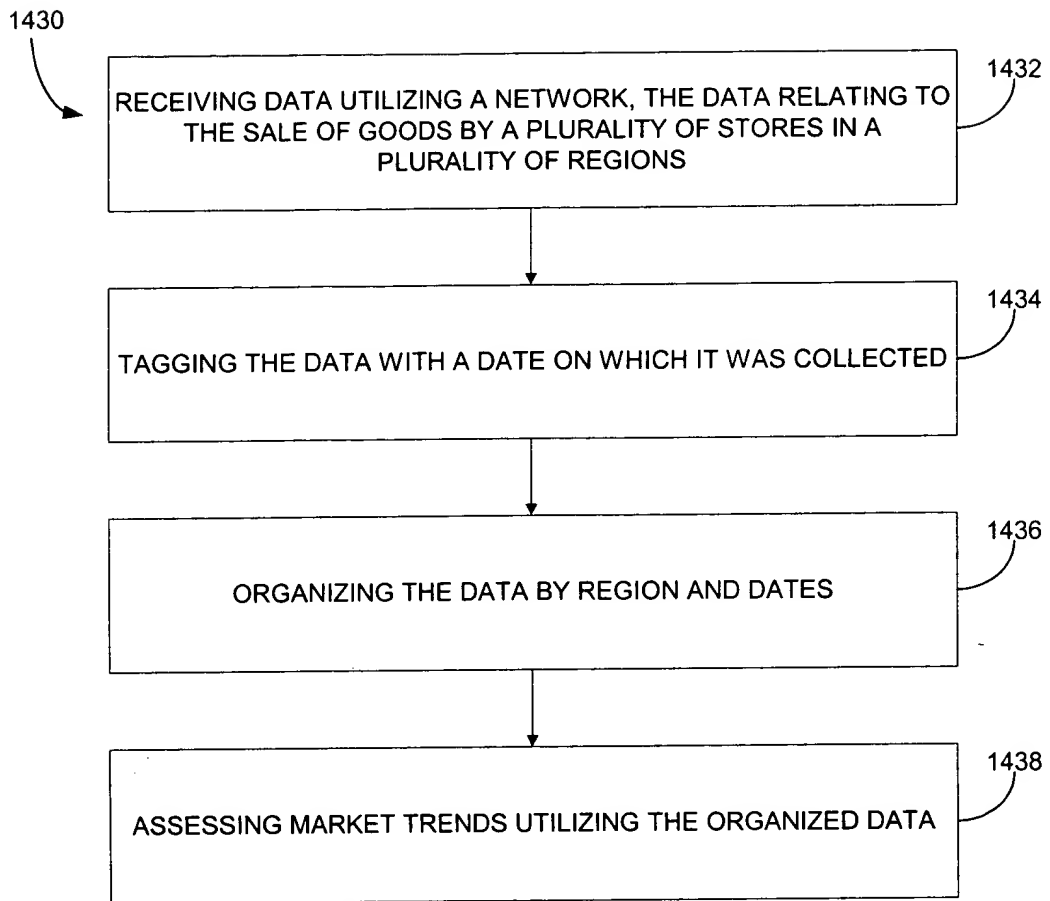 1430
1432
RECEIVING DATA UTILIZING A NETWORK, THE DATA RELATING TO
THE SALE OF GOODS BY A PLURALITY OF STORES IN A
PLURALITY OF REGIONS
1434
TAGGING THE DATA WITH A DATE ON WHICH IT WAS COLLECTED
1436
ORGANIZING THE DATA BY REGION AND DATES
1438
ASSESSING MARKET TRENDS UTILIZING THE ORGANIZED DATA